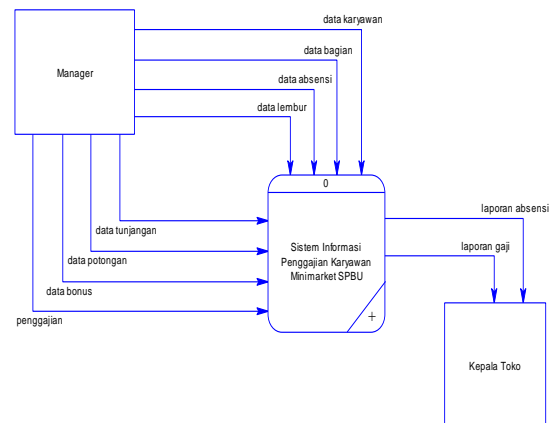 data karyawan
data bagian
Manager
data absensi
data lembur
0
laporan absensi
data tunjangan
Sistem Informasi
Penggajian Karyawan
Minimarket SPBU
laporan gaji
data potongan
data bonus
penggajian
+
Kepala Toko